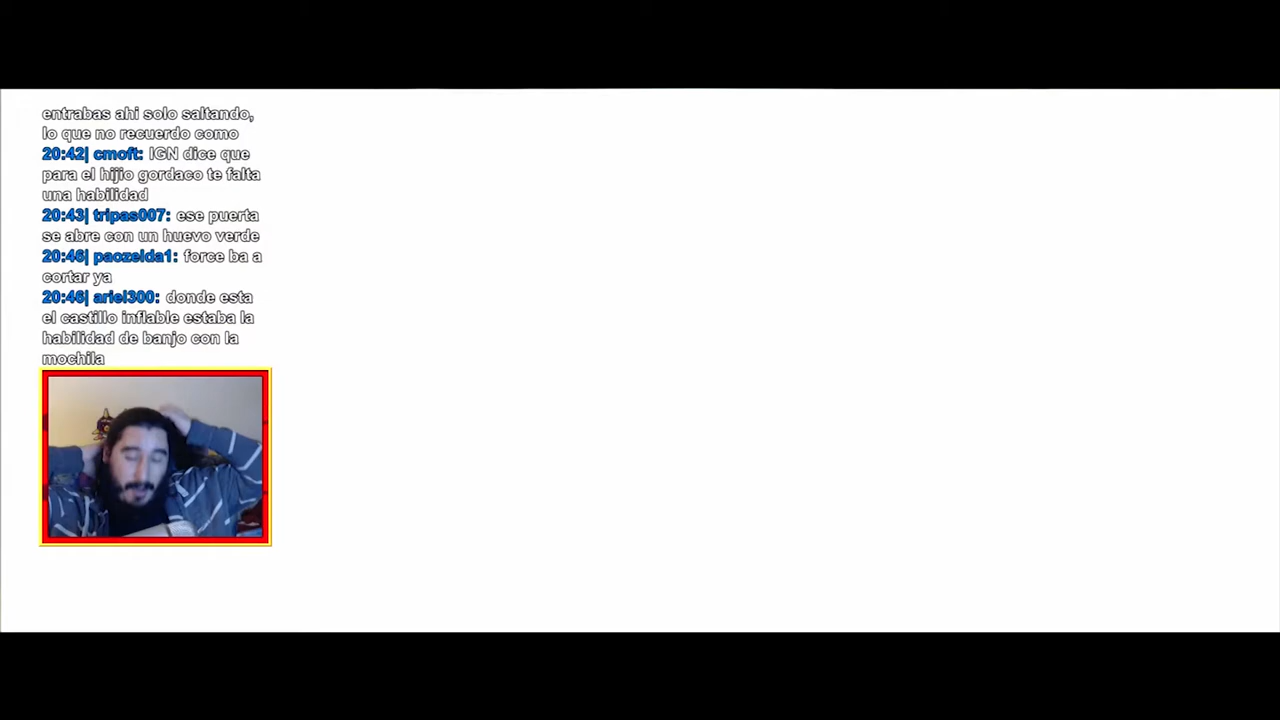 entrabas ahi solo saltando,
lo que no recuerdo como
20:42| cmoft: IGN dice que
para el hijio gordaco te falta
una habilidad
20:43| tripas007: ese puerta
se abre con un huevo verde
20:46| paozelda1: force ba a
cortar ya
20:46| ariel300: donde esta
el castillo inflable estaba la
habilidad de banjo con la
mochila